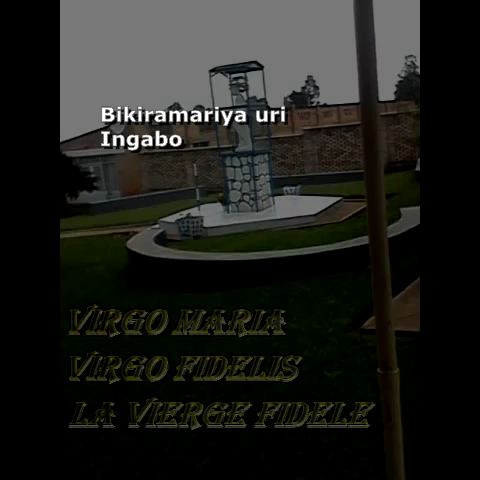 Bikiramariya uri
Ingabo
VIRGO MARIA
VIRGO FIDELIS
LA VIERGE FIDELE